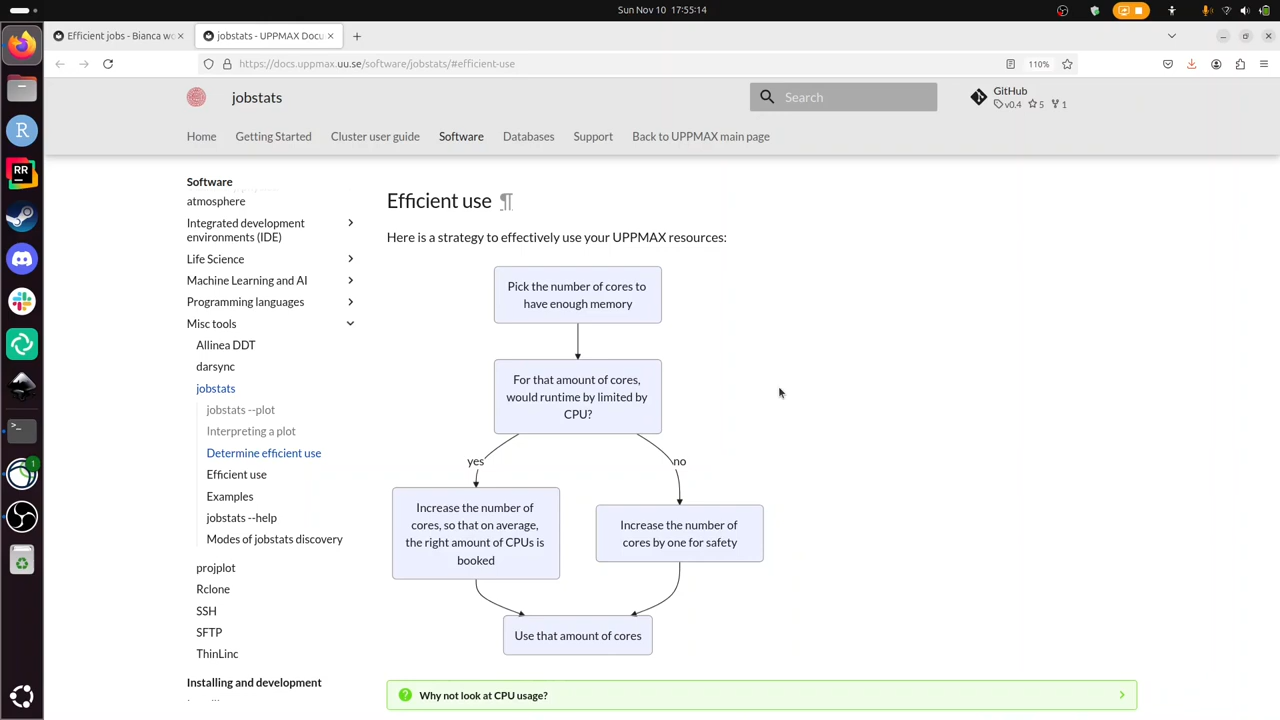 Sun Nov 10 17:55:14
Efficient jobs - Bianca wo
jobstats - UPPMAX Docu
https://docs.uppmax.uu.se/software/jobstats/#efficient-use
110%
jobstats
Search
GitHub
v0.4 5 1
Home Getting Started Cluster user guide Software Databases Support Back to UPPMAX main page
Software
atmosphere
Integrated development
environments (IDE)
Life Science
Machine Learning and AI
Programming languages
Misc tools
Allinea DDT
darsync
jobstats
jobstats --plot
Interpreting a plot
Determine efficient use
Efficient use
Examples
jobstats --help
Modes of jobstats discovery
projplot
Rclone
SSH
SFTP
ThinLinc
Installing and development
Efficient use ¶
Here is a strategy to effectively use your UPPMAX resources:
Pick the number of cores to
have enough memory
For that amount of cores,
would runtime by limited by
CPU?
yes
no
Increase the number of
cores, so that on average,
the right amount of CPUs is
booked
Increase the number of
cores by one for safety
Use that amount of cores
Why not look at CPU usage?
R
RR
1